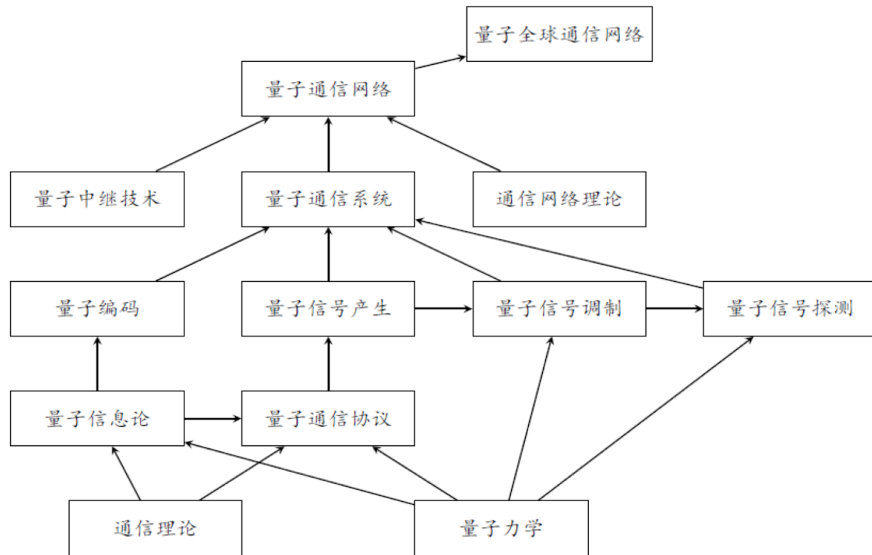 量子全球通信网络
量子通信网络
量子中继技术
量子通信系统
通信网络理论
量子编码
量子信号产生
量子信号调制
量子信号探测
量子信息论
量子通信协议
通信理论
量子力学